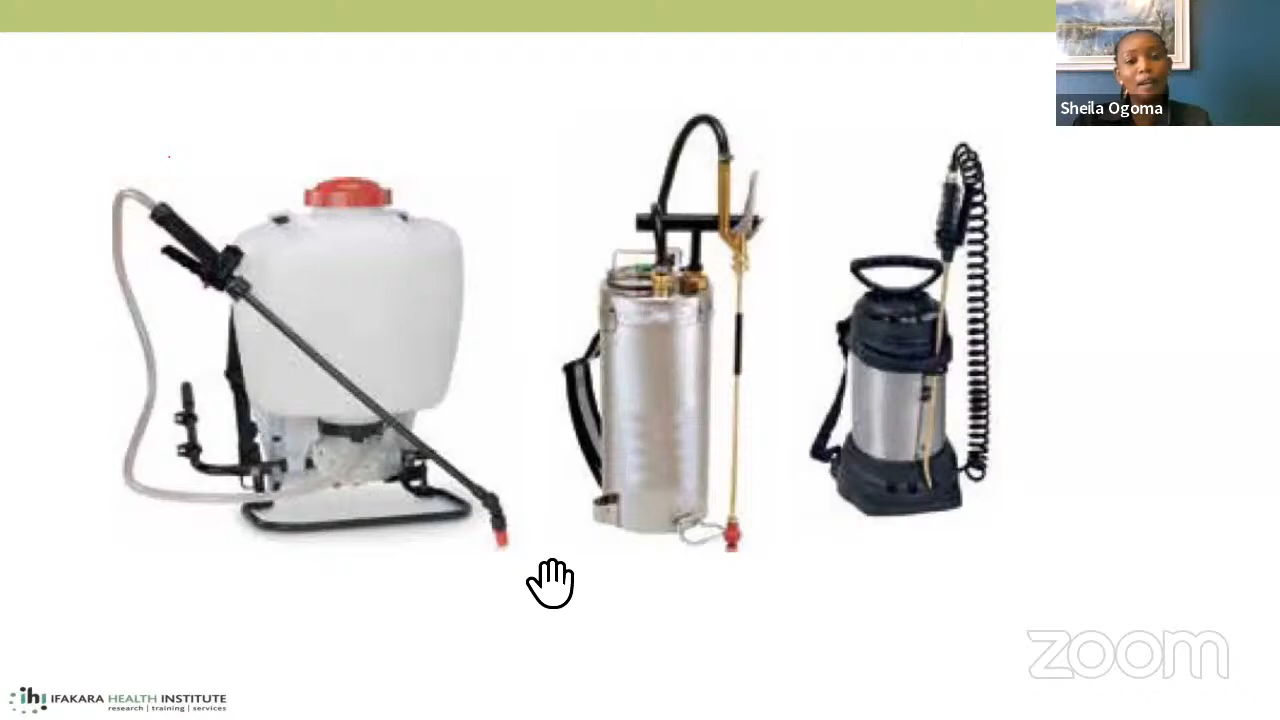 Sheila Ogoma
zoom
ihi IFAKARA HEALTH INSTITUTE
research | training | services